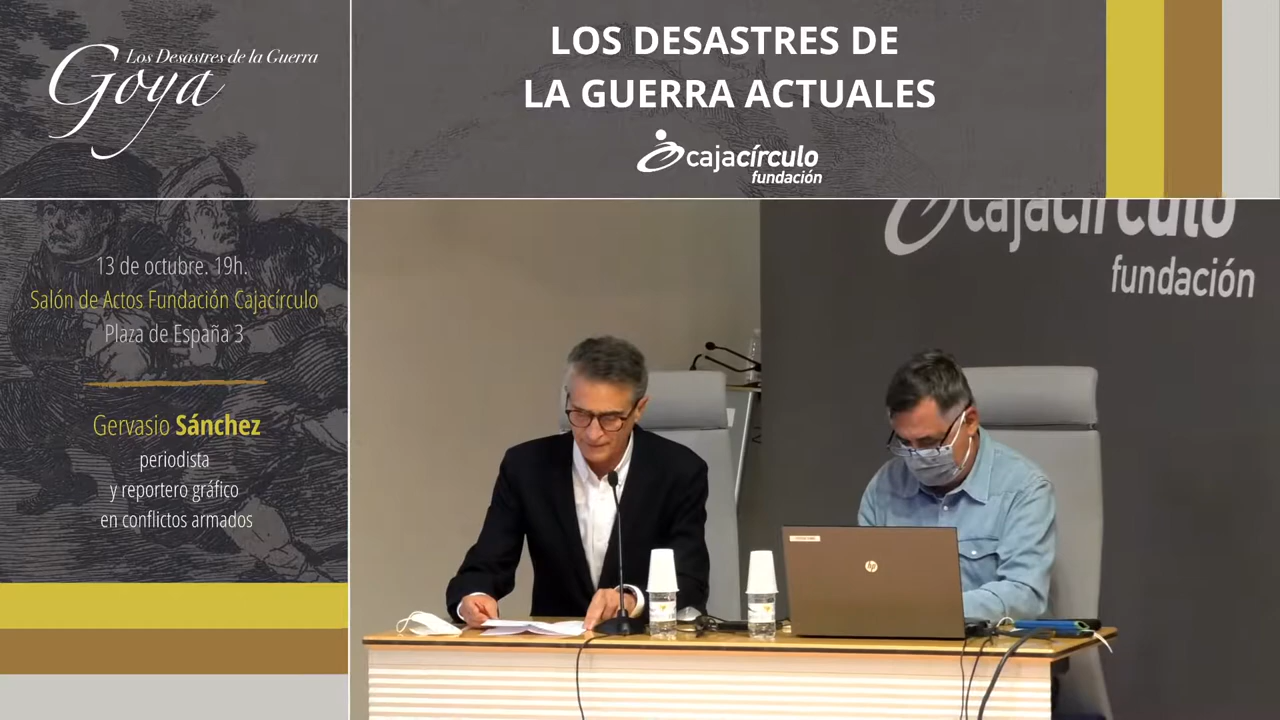 Los Desastres de la Guerra
Goya
LOS DESASTRES DE
LA GUERRA ACTUALES
cajacírculo
fundación
13 de octubre. 19h.
Salón de Actos Fundación Cajacírculo
Plaza de España 3
Gervasio Sánchez
periodista
y reportero gráfico
en conflictos armados
cajacírculo
fundación
hp